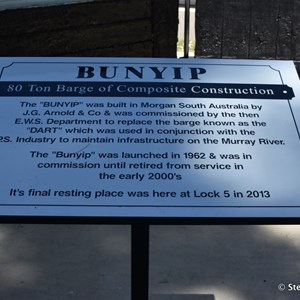 BUNYIP
80 Ton Barge of Composite Construction
The "BUNYIP" was built in Morgan South Australia by
J.G. Arnold & Co & was commissioned by the then
E.W.S. Department to replace the barge known as the
"DART" which was used in conjunction with the
P.S. Industry to maintain infrastructure on the Murray River.
The "Bunyip" was launched in 1962 & was in
commission until retired from service in
the early 2000's
It's final resting place was here at Lock 5 in 2013
© Ste